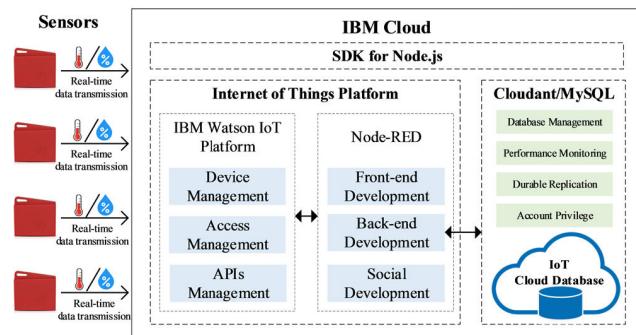 Sensors
%
Real-time
data transmission
%
Real-time
data transmission
%
Real-time
data transmission
%
Real-time
data transmission
IBM Cloud
SDK for Node.js
Internet of Things Platform
IBM Watson IoT
Platform
Device
Management
Access
Management
APIs
Management
Node-RED
Front-end
Development
Back-end
Development
Social
Development
Cloudant/MySQL
Database Management
Performance Monitoring
Durable Replication
Account Privilege
IoT
Cloud Database